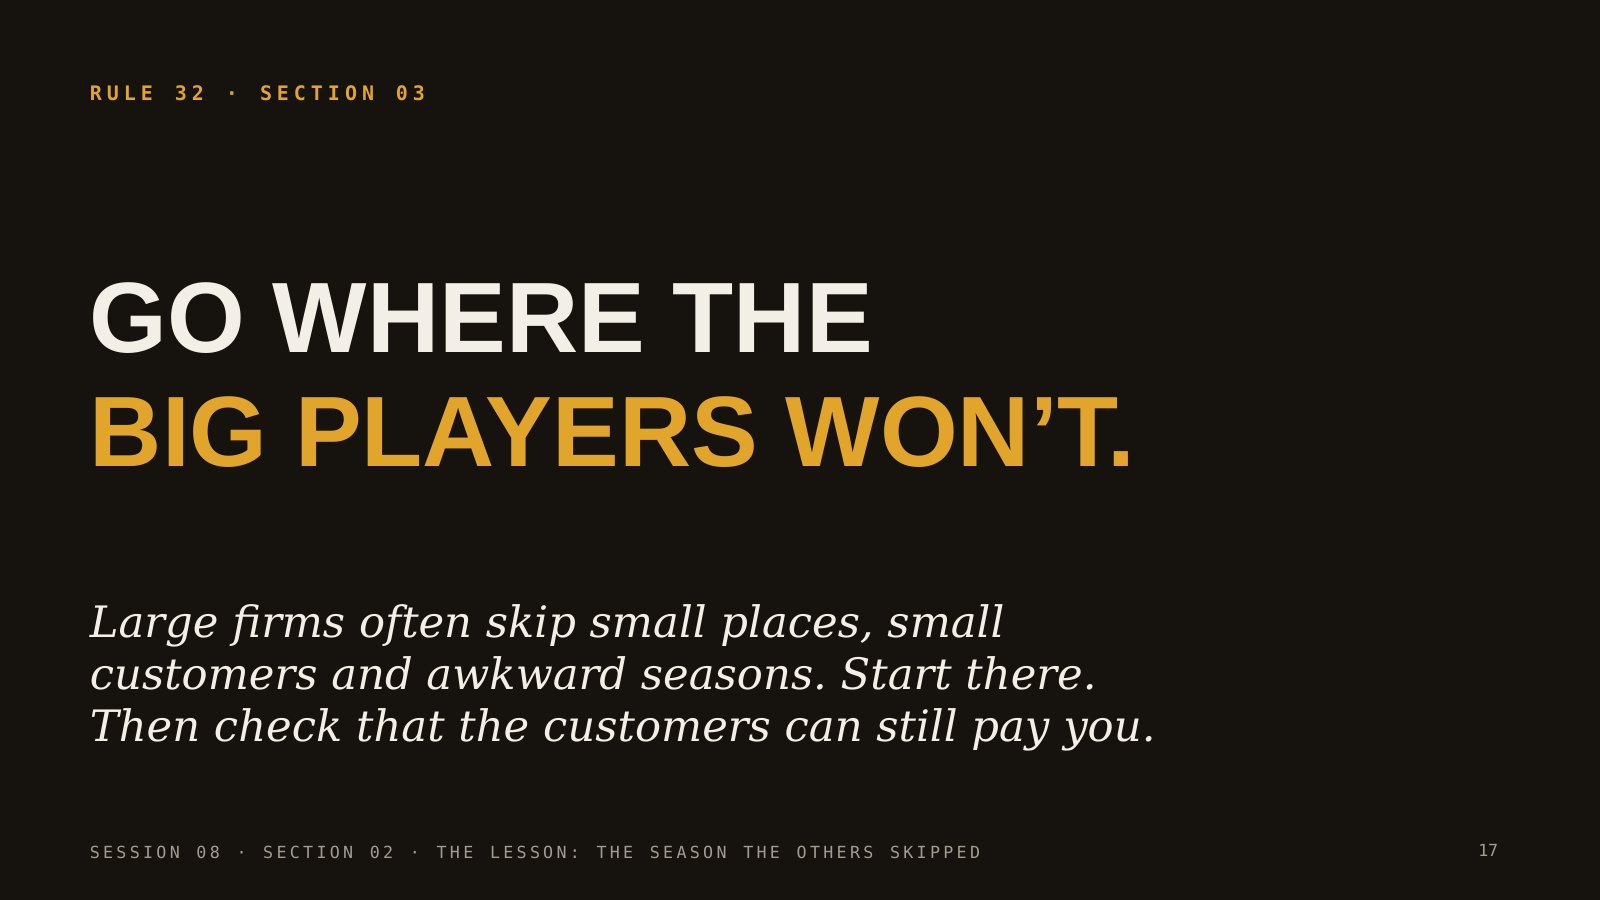 RULE 32 · SECTION 03
GO WHERE THE
BIG PLAYERS WON’T.
Large firms often skip small places, small
customers and awkward seasons. Start there.
Then check that the customers can still pay you.
SESSION 08 · SECTION 02 · THE LESSON: THE SEASON THE OTHERS SKIPPED
17